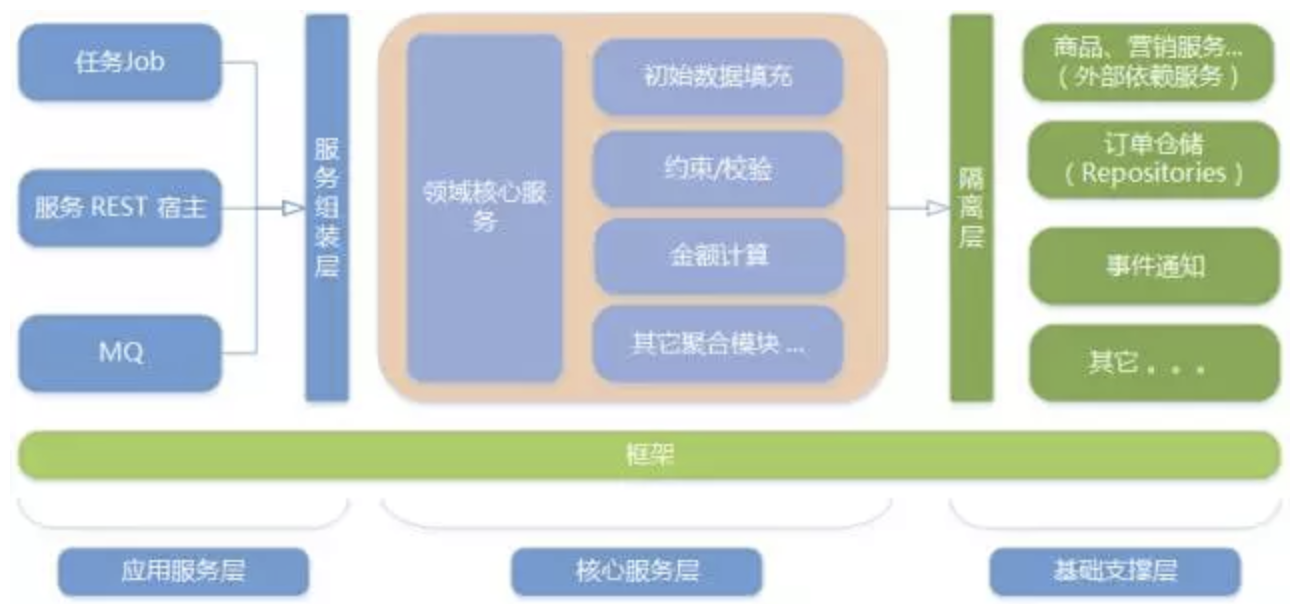 任务Job
服务 REST 宿主
MQ
服务组装层
领域核心服
务
初始数据填充
约束/校验
金额计算
其它聚合模块 ...
隔离层
商品、营销服务...
（外部依赖服务）
订单仓储
（Repositories）
事件通知
其它。。。
框架
应用服务层
核心服务层
基础支撑层